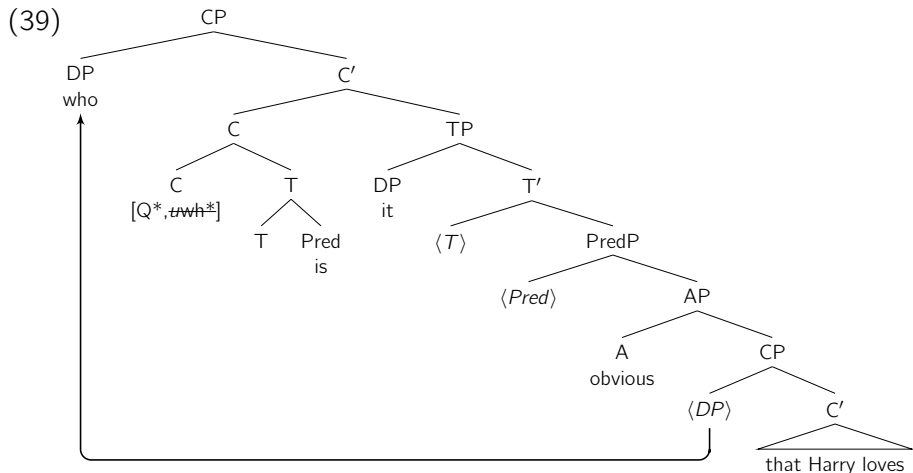 (39)
CP
DP C′
who
C TP
C T DP T′
[Q*,uwh*] it
T Pred ⟨T⟩ PredP
is
⟨Pred⟩ AP
A CP
obvious
⟨DP⟩ C′
that Harry loves